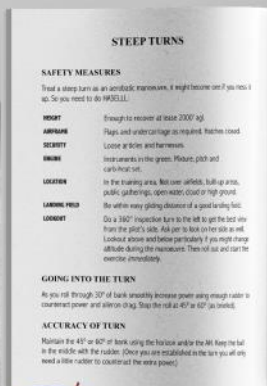 STEEP TURNS
SAFETY MEASURES
Treat a steep turn as an aerobatic manoeuvre, it might become one if you mess it
up. So you need to do HASELLL:
HEIGHT Enough to recover at lease 2000' agl.
AIRFRAME Flaps and undercarriage as required. Hatches closed.
SECURITY Loose articles and harnesses.
ENGINE Instruments in the green. Mixture, pitch and
carb heat set.
LOCATION In the training area. Not over airfields, built-up areas,
public gatherings, open water, cloud or high ground.
LANDING FIELD Be within easy gliding distance of a good landing field.
LOOKOUT Do a 360° inspection turn to the left to get the best view
from the pilot's side. Ask pax to look on her side as well.
Lookout above and below particularly if you might change
altitude during the manoeuvre. Then roll out and start the
exercise immediately.
GOING INTO THE TURN
As you roll through 30° of bank smoothly increase power using enough rudder to
counteract power and aileron drag. Stop the roll at 45° or 60° (as briefed).
ACCURACY OF TURN
Maintain the 45° or 60° of bank using the horizon and/or the AH. Keep the ball
in the middle with the rudder. (Once you are established in the turn you will only
need a little rudder to counteract the extra power.)